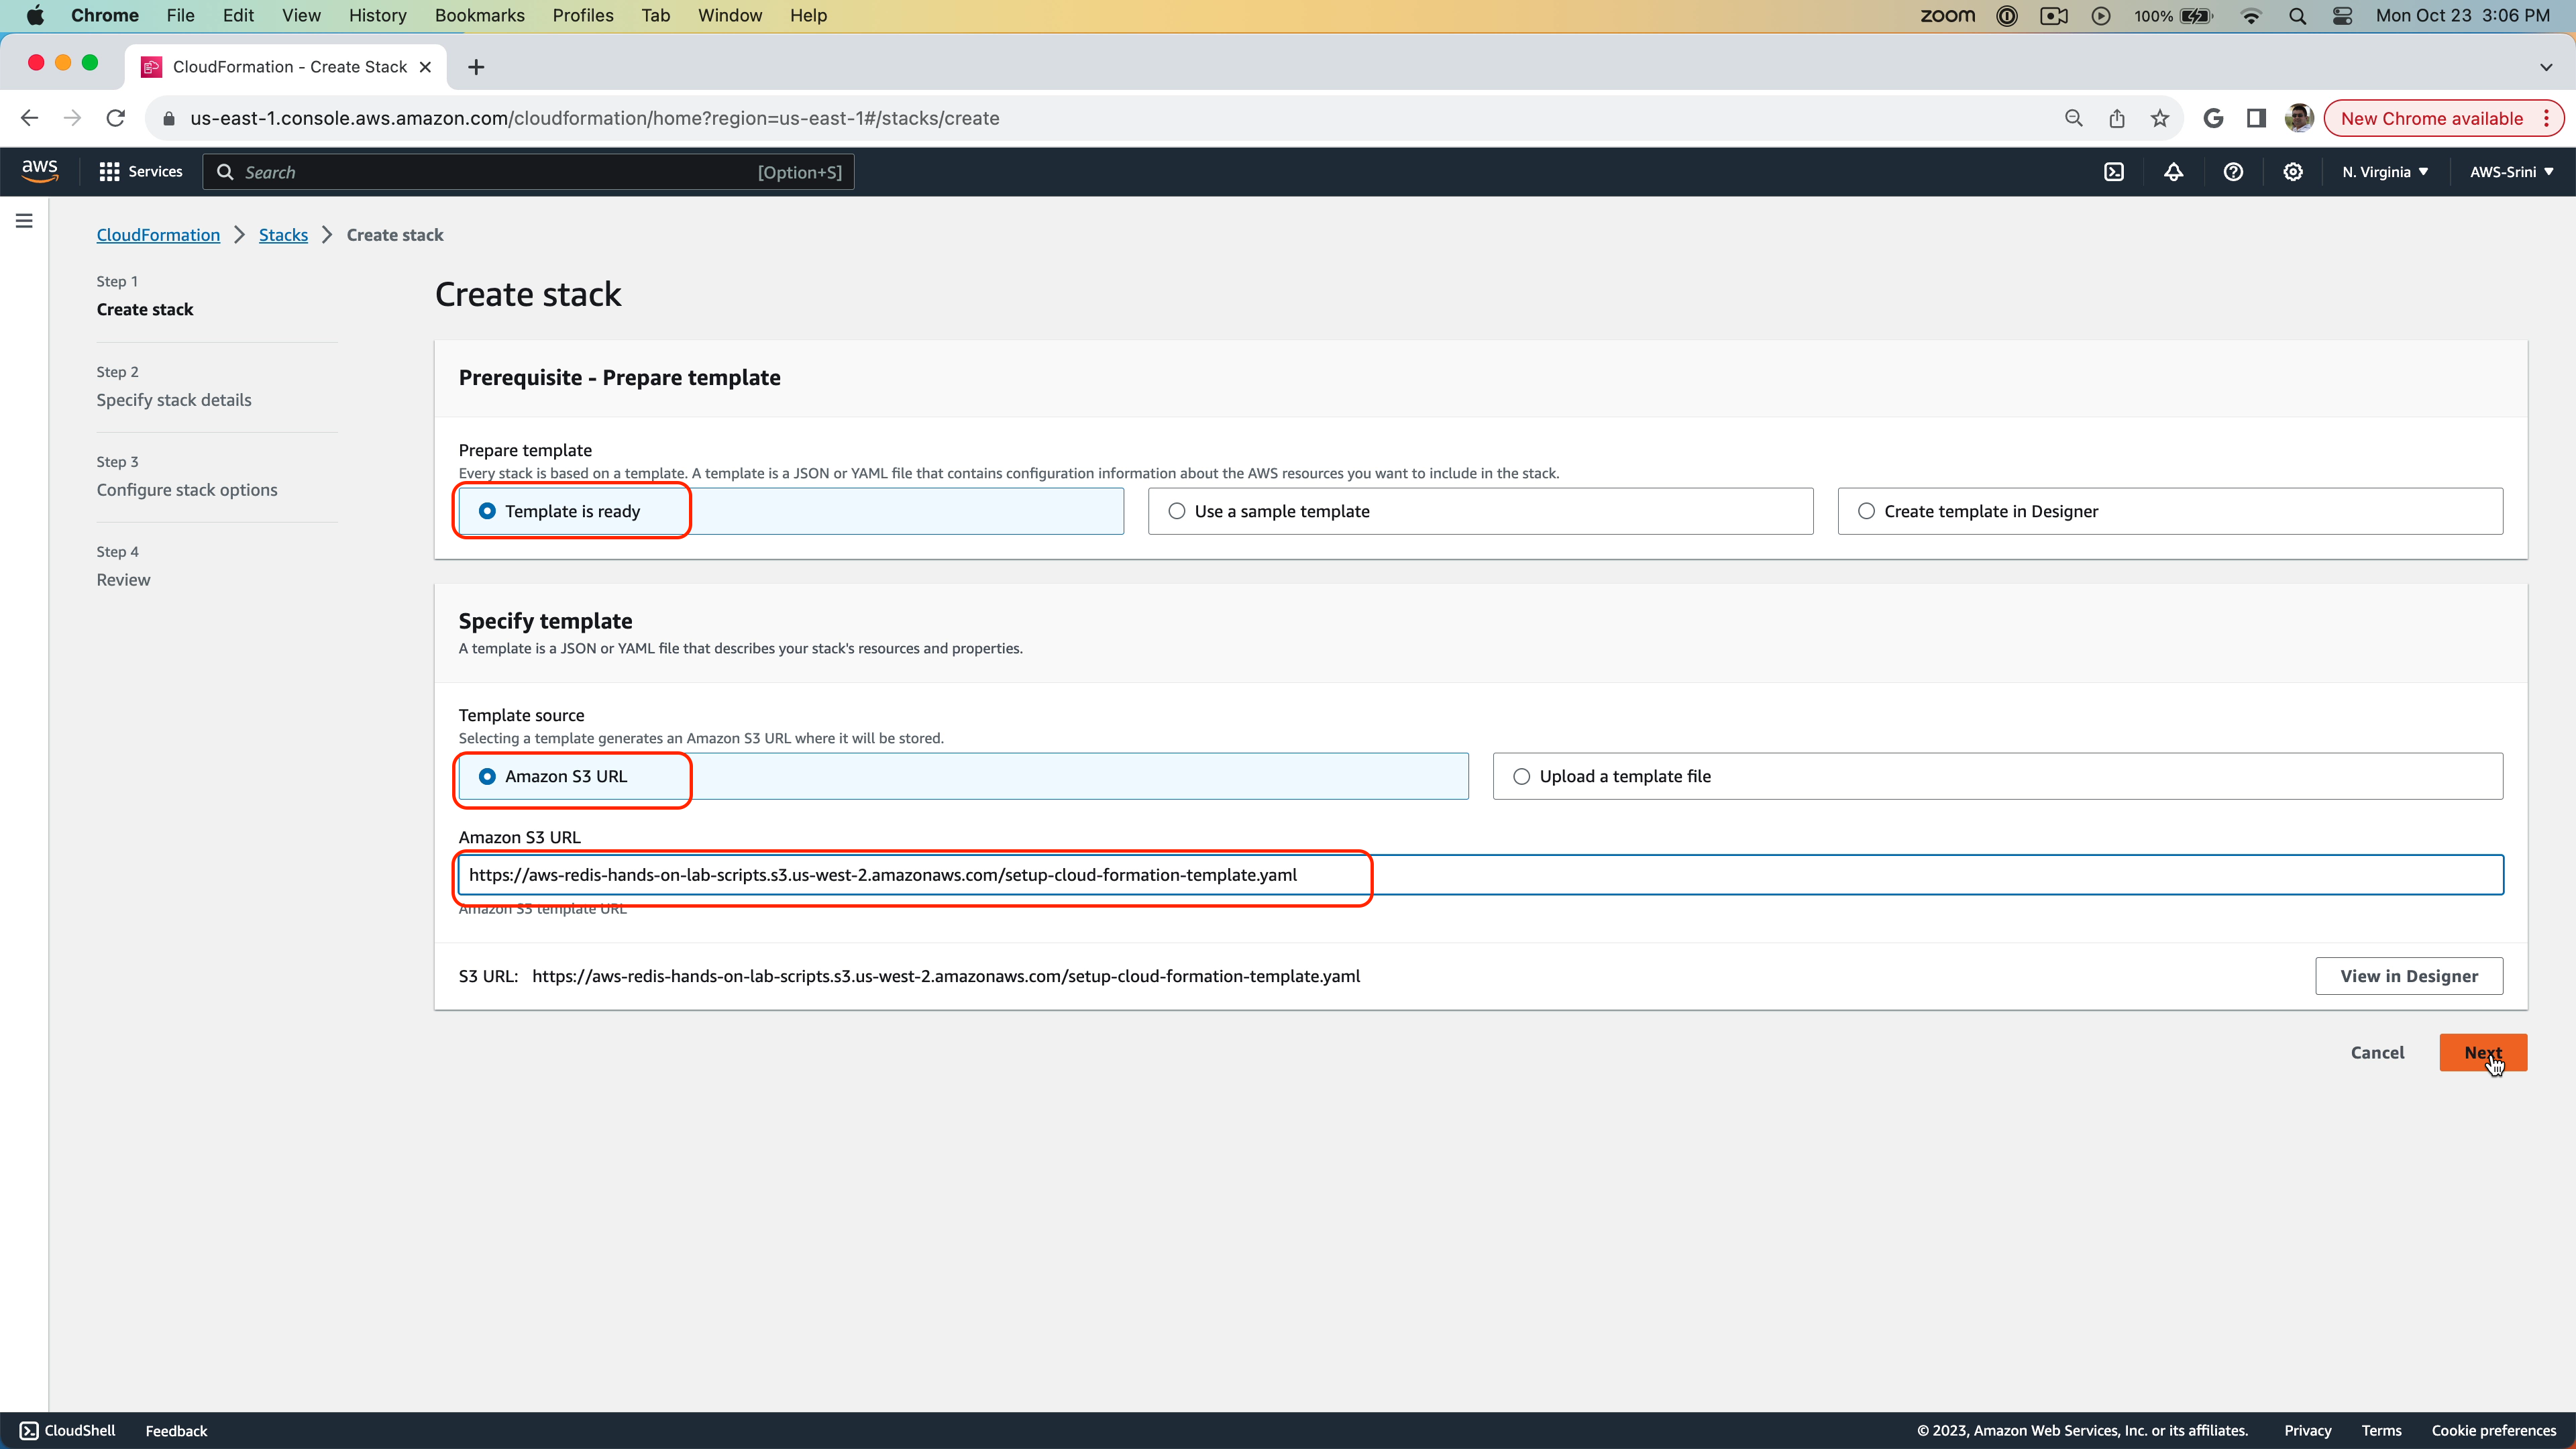 Chrome File Edit View History Bookmarks Profiles Tab Window Help zoom 100% Mon Oct 23 3:06 PM
CloudFormation - Create Stack
us-east-1.console.aws.amazon.com/cloudformation/home?region=us-east-1#/stacks/create New Chrome available
aws Services Search [Option+S] N. Virginia AWS-Srini
CloudFormation Stacks Create stack
Step 1
Create stack
Step 2
Specify stack details
Step 3
Configure stack options
Step 4
Review
Create stack
Prerequisite - Prepare template
Prepare template
Every stack is based on a template. A template is a JSON or YAML file that contains configuration information about the AWS resources you want to include in the stack.
Template is ready Use a sample template Create template in Designer
Specify template
A template is a JSON or YAML file that describes your stack's resources and properties.
Template source
Selecting a template generates an Amazon S3 URL where it will be stored.
Amazon S3 URL Upload a template file
Amazon S3 URL
https://aws-redis-hands-on-lab-scripts.s3.us-west-2.amazonaws.com/setup-cloud-formation-template.yaml
Amazon S3 template URL
S3 URL: https://aws-redis-hands-on-lab-scripts.s3.us-west-2.amazonaws.com/setup-cloud-formation-template.yaml View in Designer
Cancel Next
CloudShell Feedback © 2023, Amazon Web Services, Inc. or its affiliates. Privacy Terms Cookie preferences